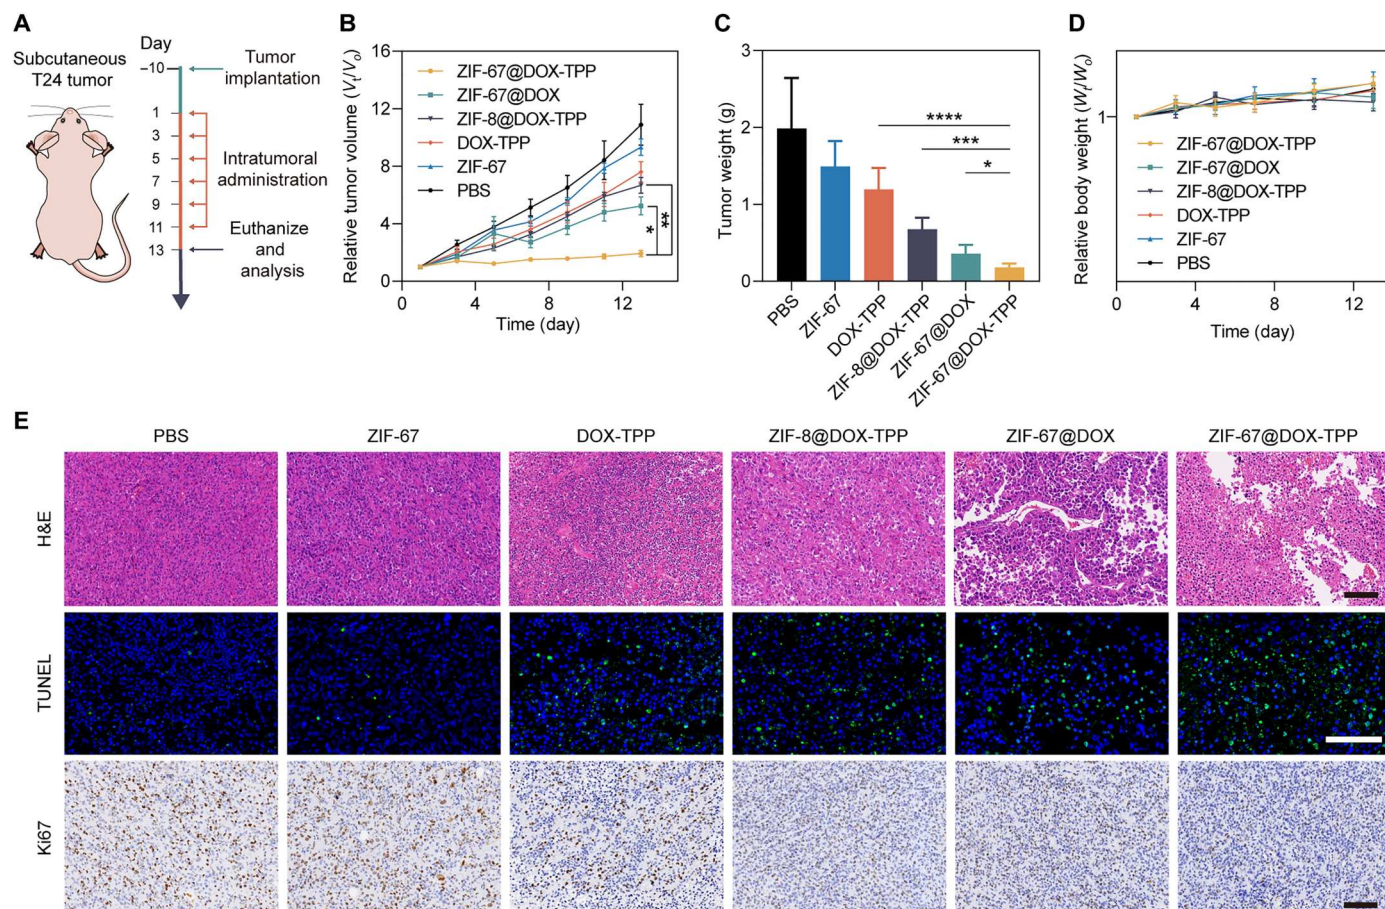 A
Subcutaneous
T24 tumor
Day
–10
1
3
5
7
9
11
13
Tumor
implantation
Intratumoral
administration
Euthanize
and
analysis
B
Relative tumor volume (Vt/Vo)
16
12
8
4
0
0
4
8
12
Time (day)
ZIF-67@DOX-TPP
ZIF-67@DOX
ZIF-8@DOX-TPP
DOX-TPP
ZIF-67
PBS
*
**
C
Tumor weight (g)
3
2
1
0
****
***
*
PBS
ZIF-67
DOX-TPP
ZIF-8@DOX-TPP
ZIF-67@DOX
ZIF-67@DOX-TPP
D
Relative body weight (Wt/Wo)
1
ZIF-67@DOX-TPP
ZIF-67@DOX
ZIF-8@DOX-TPP
DOX-TPP
ZIF-67
PBS
0
4
8
12
Time (day)
E
PBS
ZIF-67
DOX-TPP
ZIF-8@DOX-TPP
ZIF-67@DOX
ZIF-67@DOX-TPP
H&E
TUNEL
Ki67